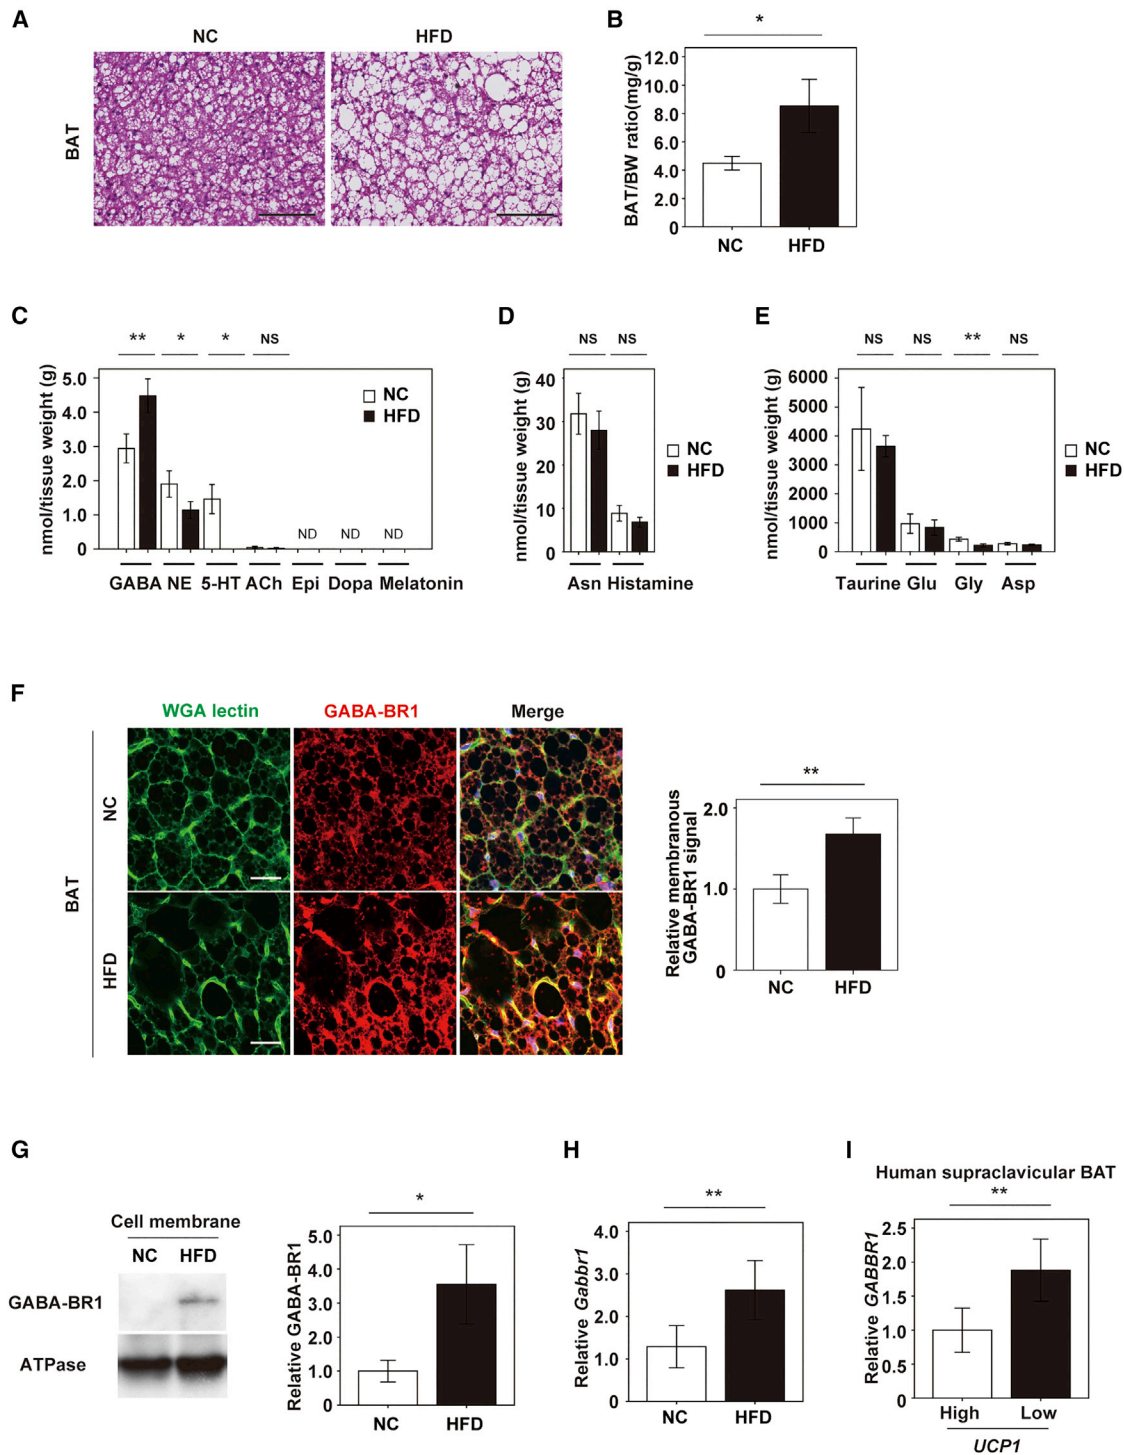 A
NC HFD
BAT
B
*
BAT/BW ratio(mg/g)
12.0
10.0
8.0
6.0
4.0
2.0
0
NC HFD
C
** * * NS
nmol/tissue weight (g)
5.0
4.0
3.0
2.0
1.0
0
NC
HFD
ND ND ND
GABA NE 5-HT ACh Epi Dopa Melatonin
D
NS NS
nmol/tissue weight (g)
40
30
20
10
0
NC
HFD
Asn Histamine
E
NS NS ** NS
nmol/tissue weight (g)
6000
5000
4000
3000
2000
1000
0
NC
HFD
Taurine Glu Gly Asp
F
WGA lectin GABA-BR1 Merge
BAT
NC
HFD
**
Relative membranous
GABA-BR1 signal
2.0
1.0
0
NC HFD
G
Cell membrane
NC HFD
GABA-BR1
ATPase
*
Relative GABA-BR1
5.0
4.0
3.0
2.0
1.0
0
NC HFD
H
**
Relative Gabbr1
4.0
3.0
2.0
1.0
0
NC HFD
I
Human supraclavicular BAT
**
Relative GABBR1
2.5
2.0
1.5
1.0
0.5
0
High Low
UCP1